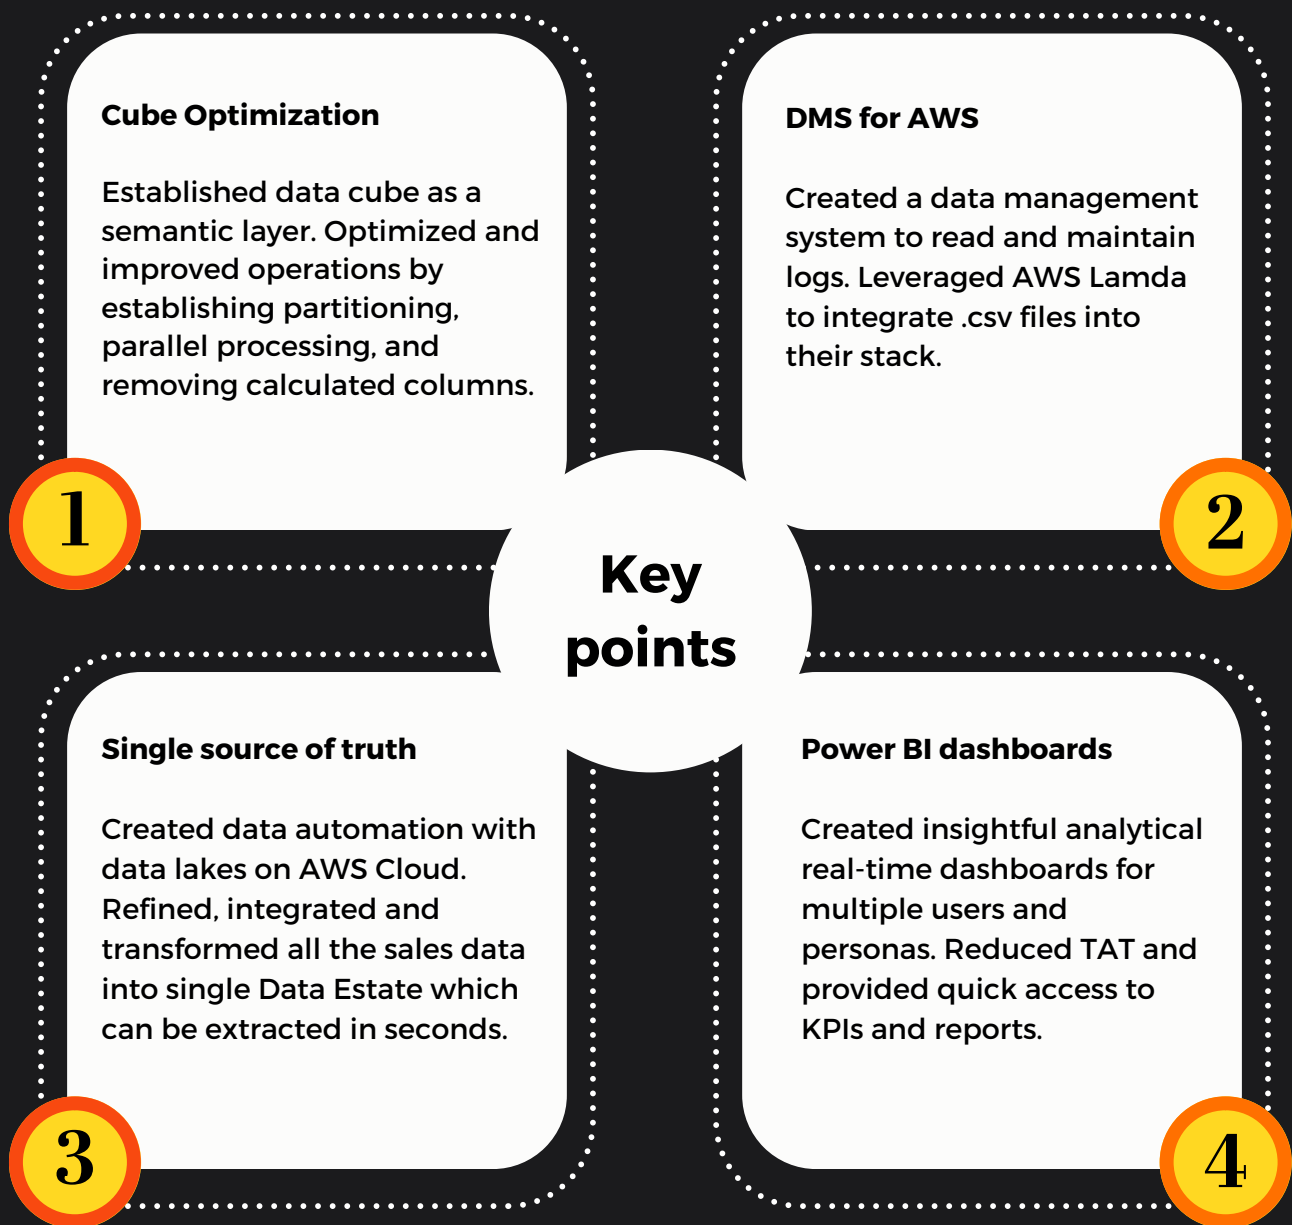 Cube Optimization
Established data cube as a
semantic layer. Optimized and
improved operations by
establishing partitioning,
parallel processing, and
removing calculated columns.
1
DMS for AWS
Created a data management
system to read and maintain
logs. Leveraged AWS Lamda
to integrate .csv files into
their stack.
2
Key
points
Single source of truth
Created data automation with
data lakes on AWS Cloud.
Refined, integrated and
transformed all the sales data
into single Data Estate which
can be extracted in seconds.
3
Power BI dashboards
Created insightful analytical
real-time dashboards for
multiple users and
personas. Reduced TAT and
provided quick access to
KPIs and reports.
4